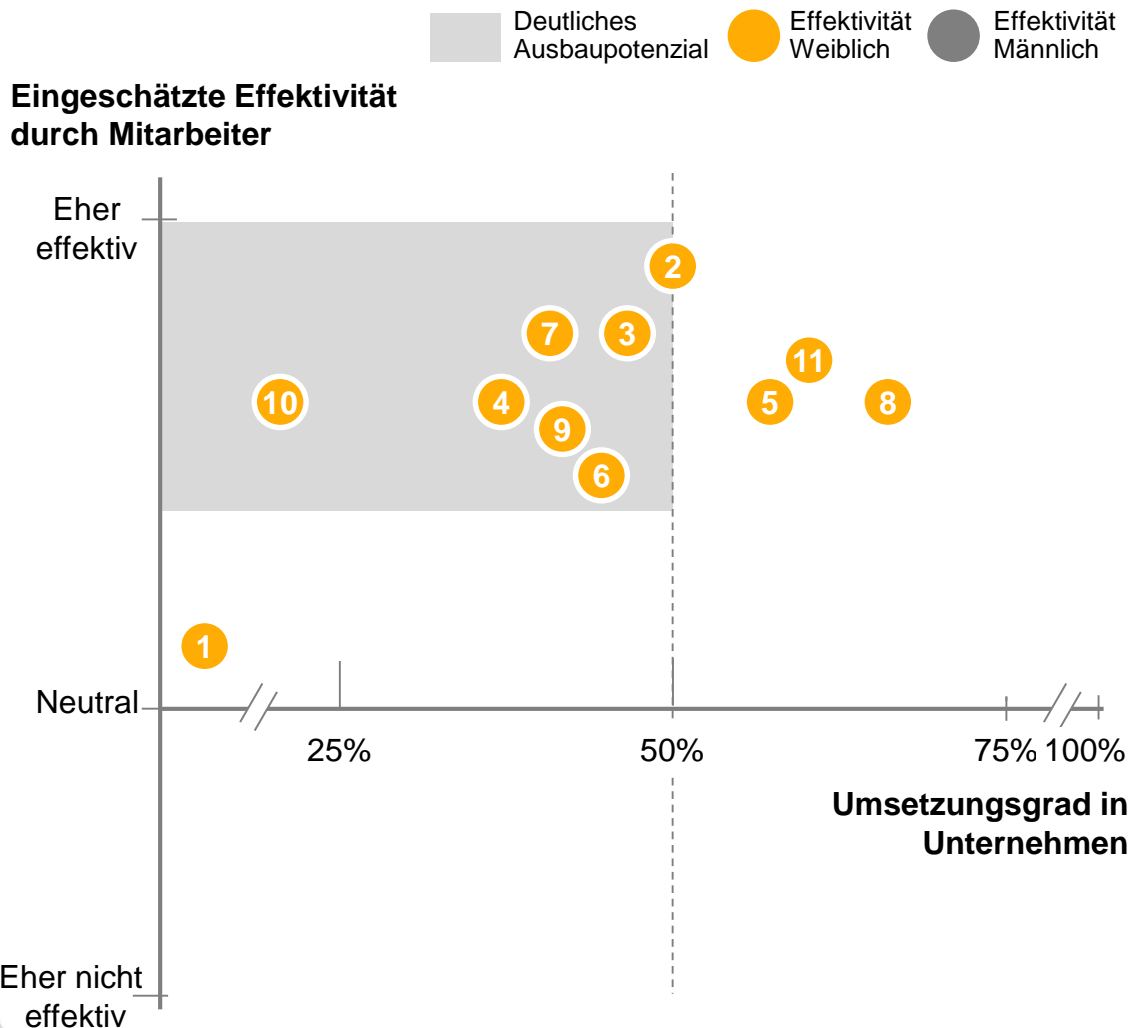 Deutliches
Ausbaupotenzial
Effektivität
Weiblich
Effektivität
Männlich
Eingeschätzte Effektivität
durch Mitarbeiter
Eher
effektiv
2
7
3
11
10
4
5
8
9
6
1
Neutral
25%
50%
75%
100%
Umsetzungsgrad in
Unternehmen
Eher nicht
effektiv